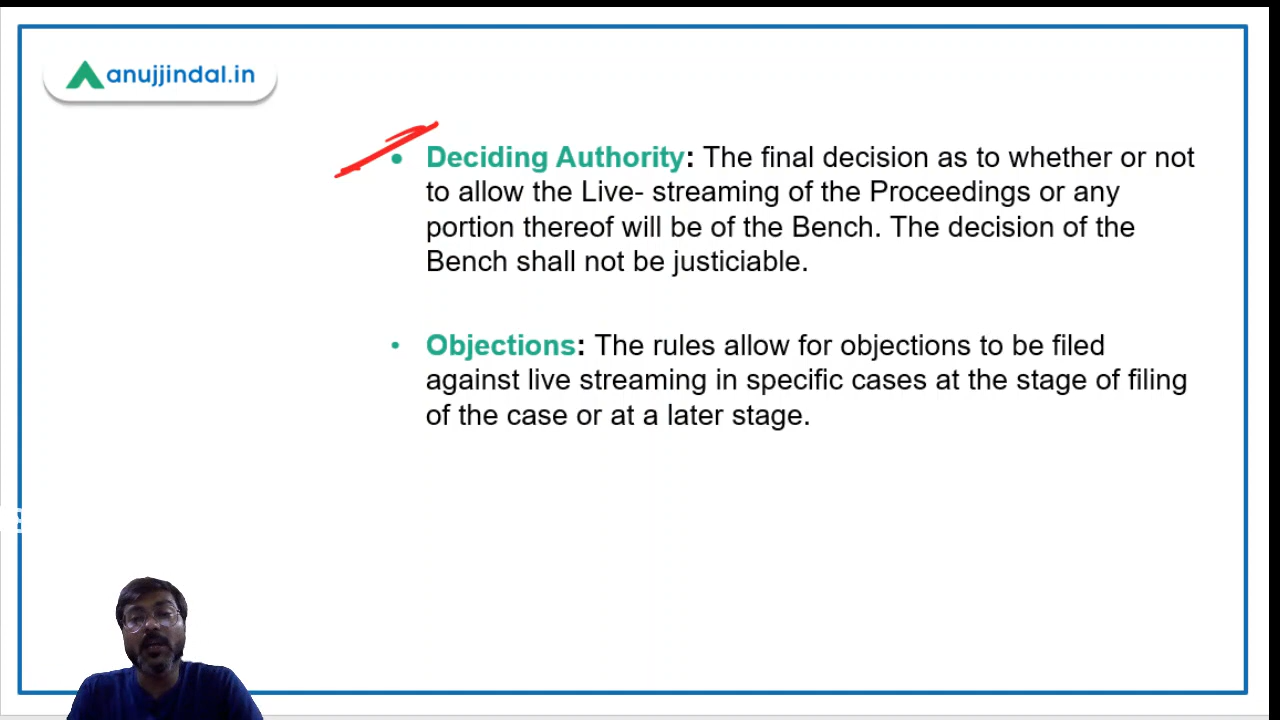 anujjindal.in
• Deciding Authority: The final decision as to whether or not
to allow the Live- streaming of the Proceedings or any
portion thereof will be of the Bench. The decision of the
Bench shall not be justiciable.
• Objections: The rules allow for objections to be filed
against live streaming in specific cases at the stage of filing
of the case or at a later stage.